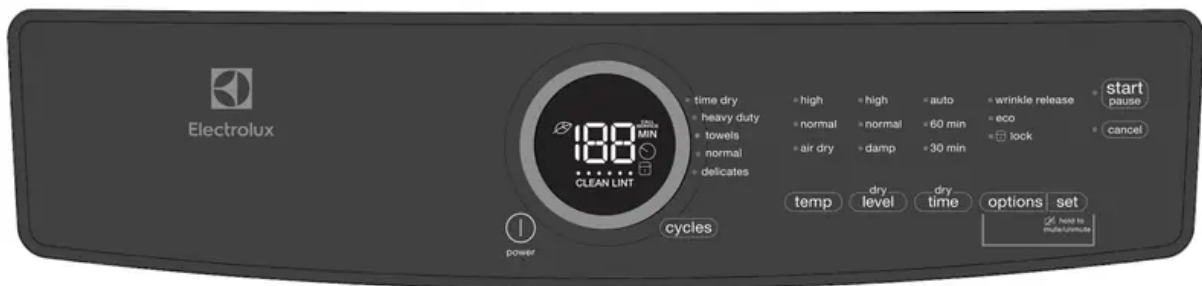 Electrolux
188
CALL
SERVICE
MIN
CLEAN LINT
power
cycles
time dry
heavy duty
towels
normal
delicates
high
normal
air dry
temp
high
normal
damp
dry
level
auto
60 min
30 min
dry
time
wrinkle release
eco
lock
options
set
hold to
mute/unmute
start
pause
cancel